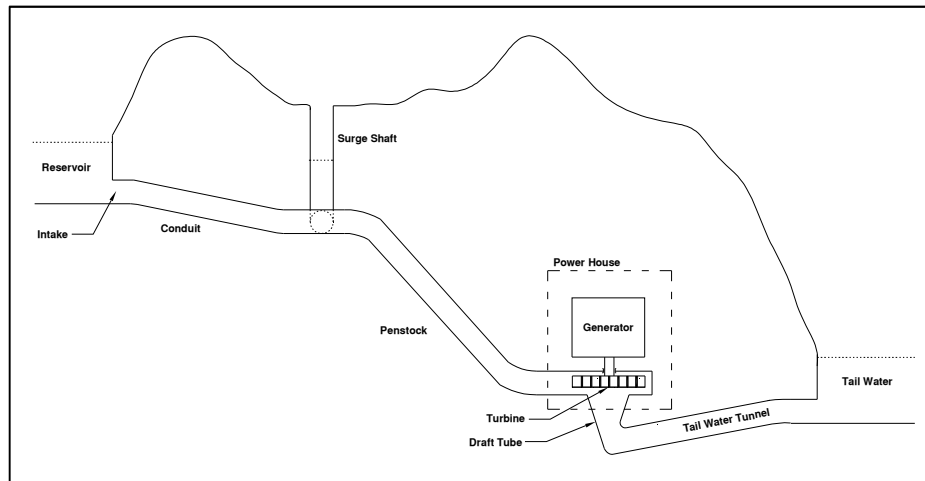 Surge Shaft
Reservoir
Intake
Conduit
Power House
Generator
Penstock
Tail Water
Turbine
Tail Water Tunnel
Draft Tube